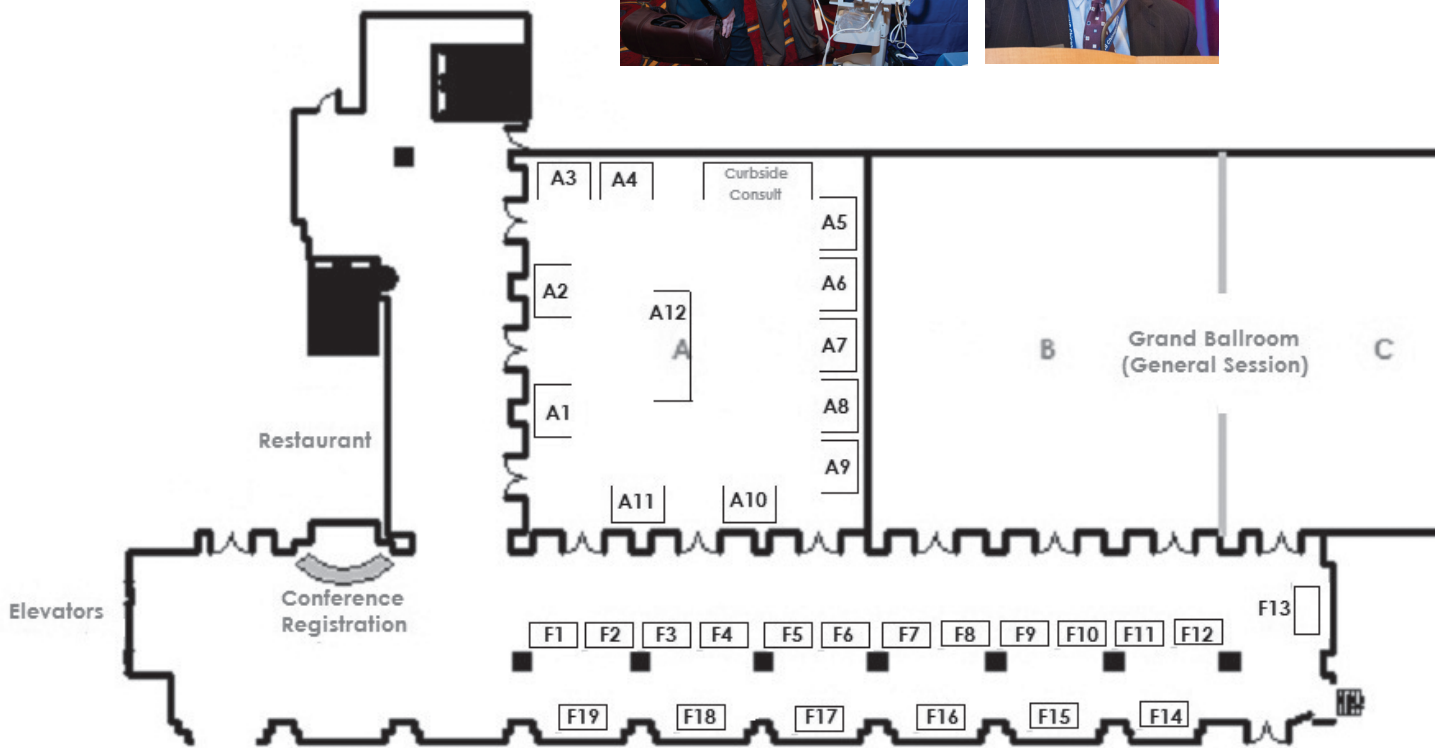 A3
A4
Curbside
Consult
A5
A2
A6
A12
A
A7
B
Grand Ballroom
(General Session)
C
A1
A8
Restaurant
A9
A11
A10
Elevators
Conference
Registration
F13
F1
F2
F3
F4
F5
F6
F7
F8
F9
F10
F11
F12
F19
F18
F17
F16
F15
F14